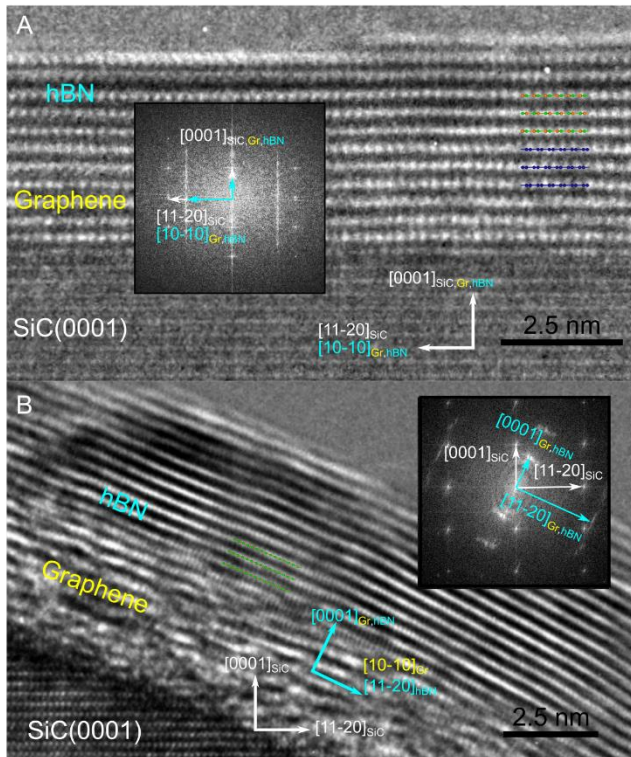 A
hBN
[0001]SiC,Gr,hBN
[11-20]SiC
[10-10]Gr,hBN
Graphene
[0001]SiC,Gr,hBN
SiC(0001)
[11-20]SiC
[10-10]Gr,hBN
2.5 nm
B
[0001]Gr,hBN
[0001]SiC
[11-20]SiC
[11-20]Gr,hBN
hBN
Graphene
[0001]Gr,hBN
[0001]SiC
[10-10]Gr
[11-20]hBN
SiC(0001)
[11-20]SiC
2.5 nm